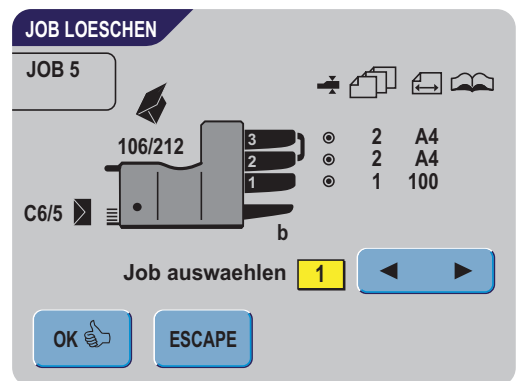 JOB LOESCHEN
JOB 5
106/212
3 2 A4
2 2 A4
1 1 100
C6/5
b
Job auswaehlen 1
OK ESCAPE